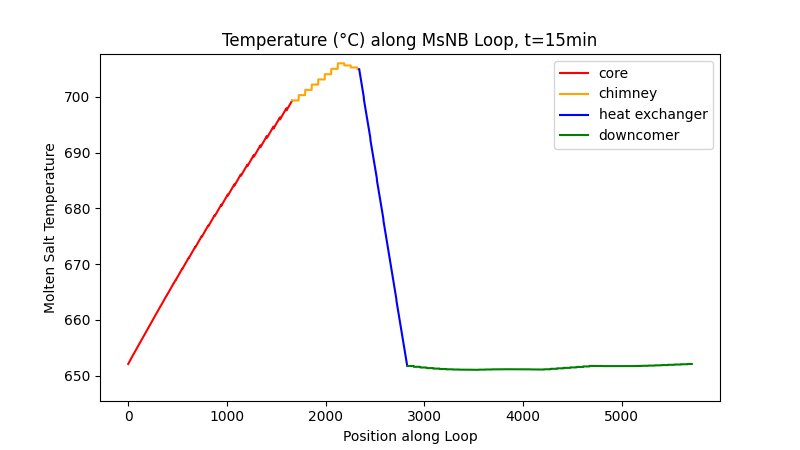 Temperature (°C) along MsNB Loop, t=15min
core
chimney
heat exchanger
downcomer
Molten Salt Temperature
700
690
680
670
660
650
0 1000 2000 3000 4000 5000
Position along Loop